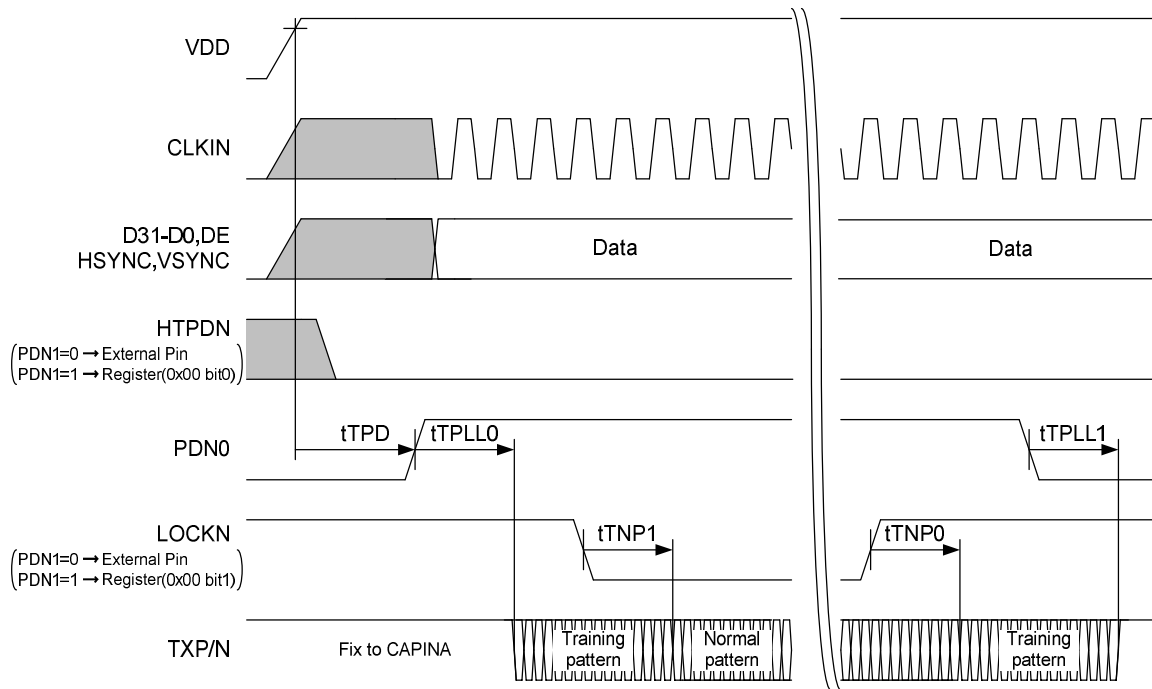 VDD
CLKIN
D31-D0,DE
HSYNC,VSYNC
Data
Data
HTPDN
PDN1=0 → External Pin
PDN1=1 → Register(0x00 bit0)
PDN0
tTPD
tTPLL0
tTPLL1
LOCKN
PDN1=0 → External Pin
PDN1=1 → Register(0x00 bit1)
tTNP1
tTNP0
TXP/N
Fix to CAPINA
Training
pattern
Normal
pattern
Training
pattern